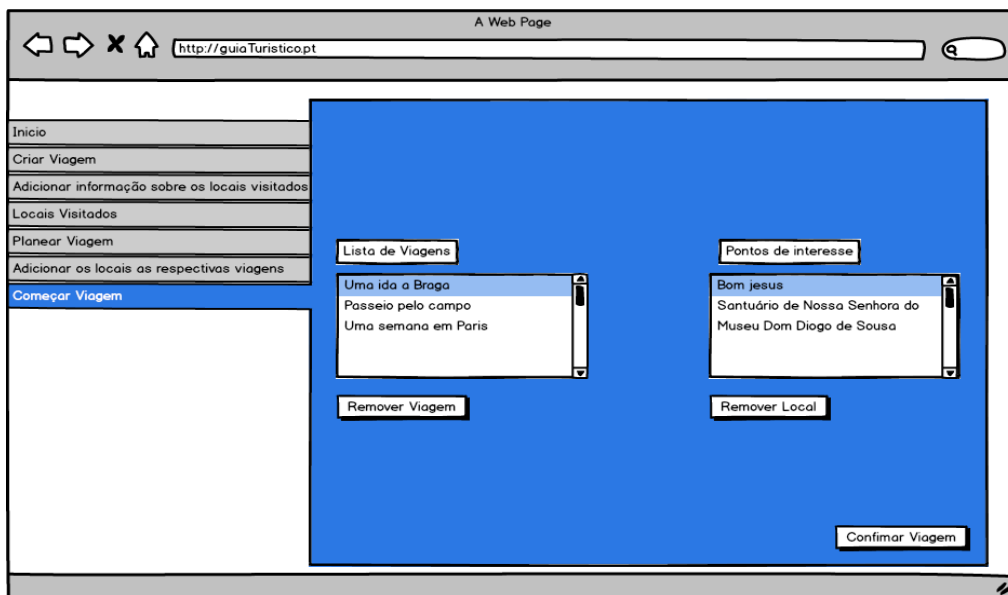 A Web Page
http://guiaTuristico.pt
Inicio
Criar Viagem
Adicionar informação sobre os locais visitados
Locais Visitados
Planear Viagem
Adicionar os locais as respectivas viagens
Começar Viagem
Lista de Viagens
Uma ida a Braga
Passeio pelo campo
Uma semana em Paris
Remover Viagem
Pontos de interesse
Bom jesus
Santuário de Nossa Senhora do
Museu Dom Diogo de Sousa
Remover Local
Confimar Viagem